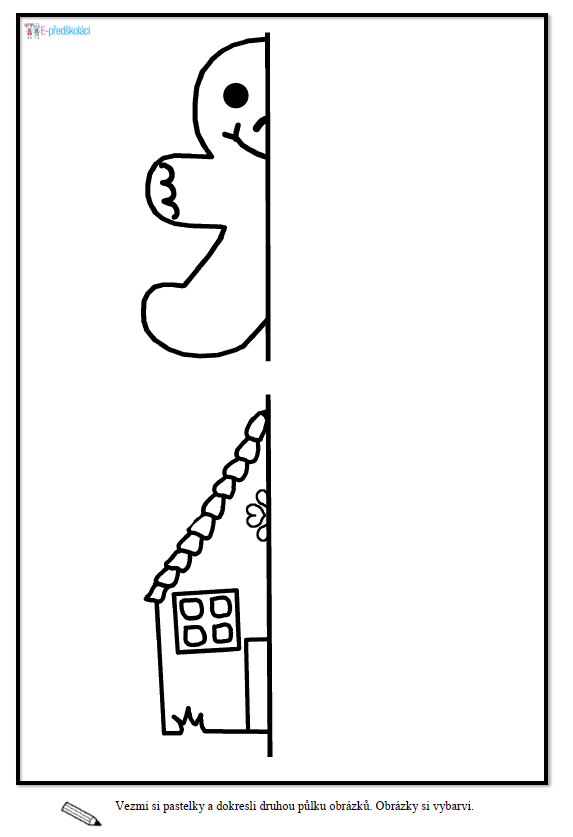 E-předškoláci
Vezmi si pastelky a dokresli druhou půlku obrázků. Obrázky si vybarvi.